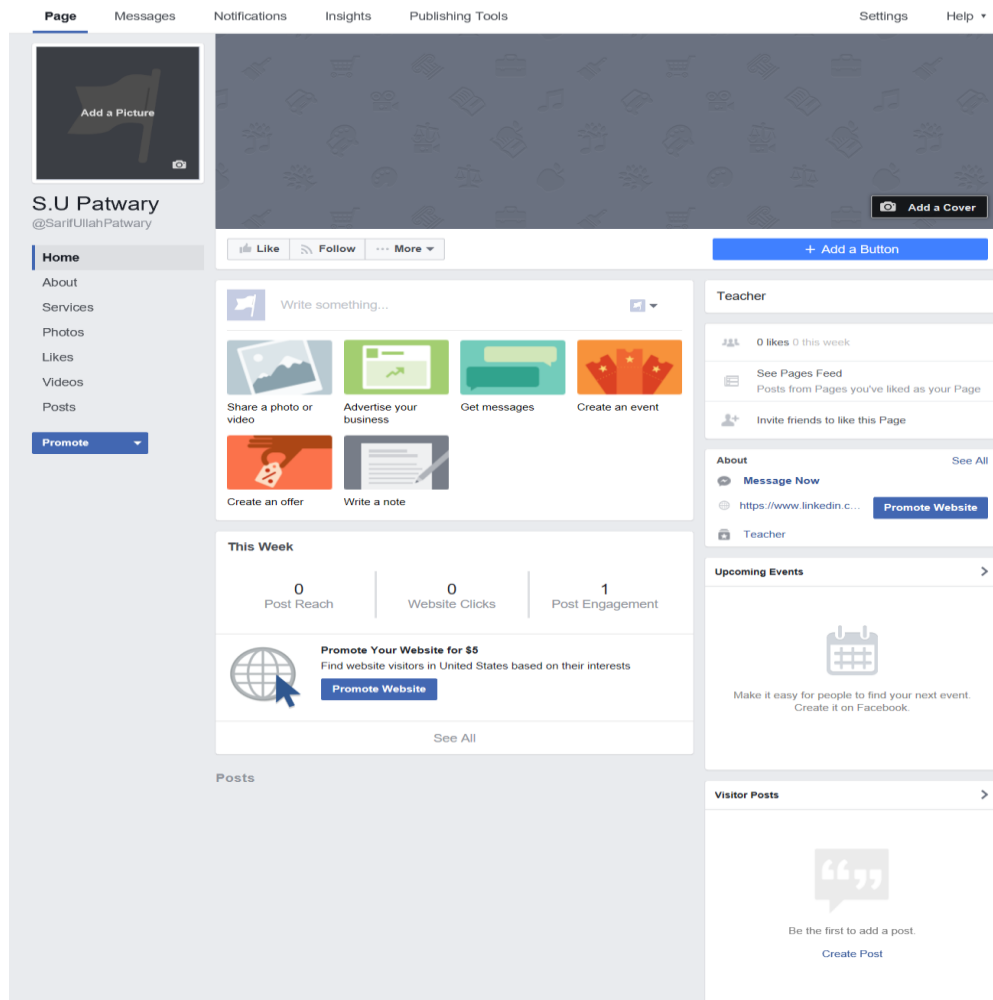 Page Messages Notifications Insights Publishing Tools Settings Help
Add a Picture
S.U Patwary
@SarifUllahPatwary
Home
About
Services
Photos
Likes
Videos
Posts
Promote
Add a Cover
Like Follow ··· More
+ Add a Button
Write something...
Share a photo or
video
Advertise your
business
Get messages
Create an event
Create an offer
Write a note
This Week
0
Post Reach
0
Website Clicks
1
Post Engagement
Promote Your Website for $5
Find website visitors in United States based on their interests
Promote Website
See All
Posts
Teacher
0 likes 0 this week
See Pages Feed
Posts from Pages you've liked as your Page
Invite friends to like this Page
About See All
Message Now
https://www.linkedin.c... Promote Website
Teacher
Upcoming Events
Make it easy for people to find your next event.
Create it on Facebook.
Visitor Posts
Be the first to add a post.
Create Post